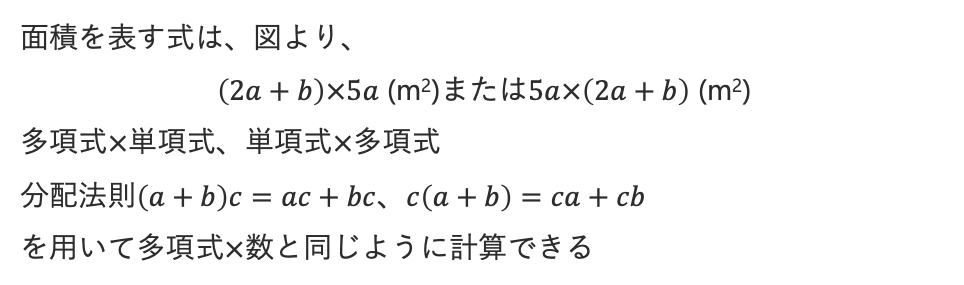 面積を表す式は、図より、
(2a + b)×5a (m²)または5a×(2a + b) (m²)
多項式×単項式、単項式×多項式
分配法則(a + b)c = ac + bc、c(a + b) = ca + cb
を用いて多項式×数と同じように計算できる